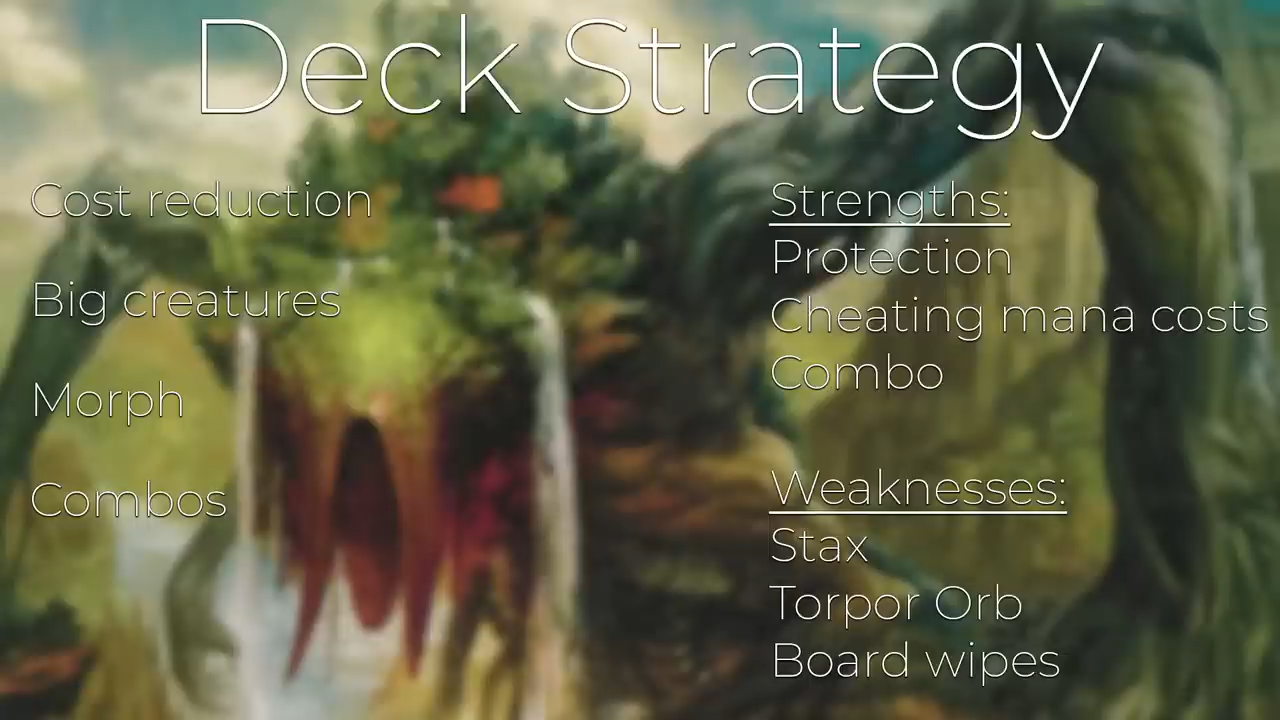 Deck Strategy
Cost reduction
Big creatures
Morph
Combos
Strengths:
Protection
Cheating mana costs
Combo
Weaknesses:
Stax
Torpor Orb
Board wipes